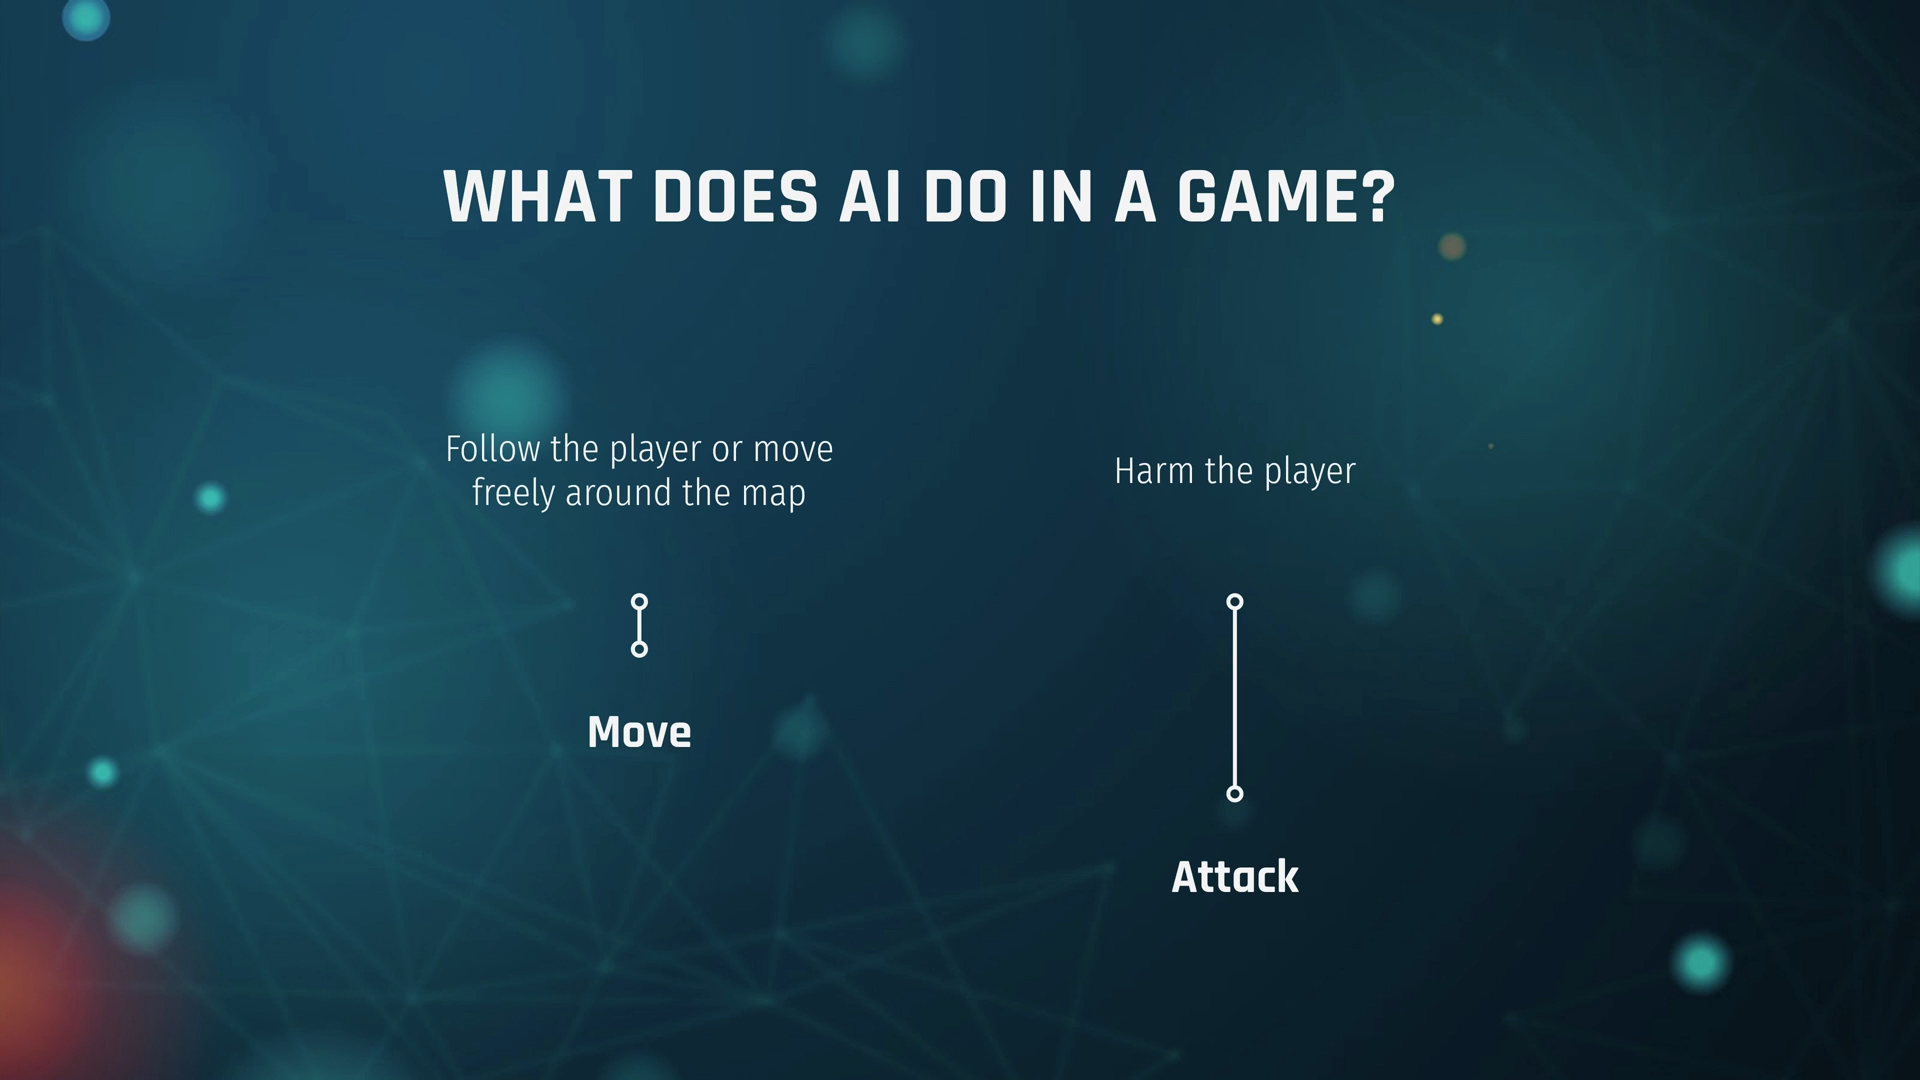 WHAT DOES AI DO IN A GAME?
Follow the player or move
freely around the map
Move
Harm the player
Attack